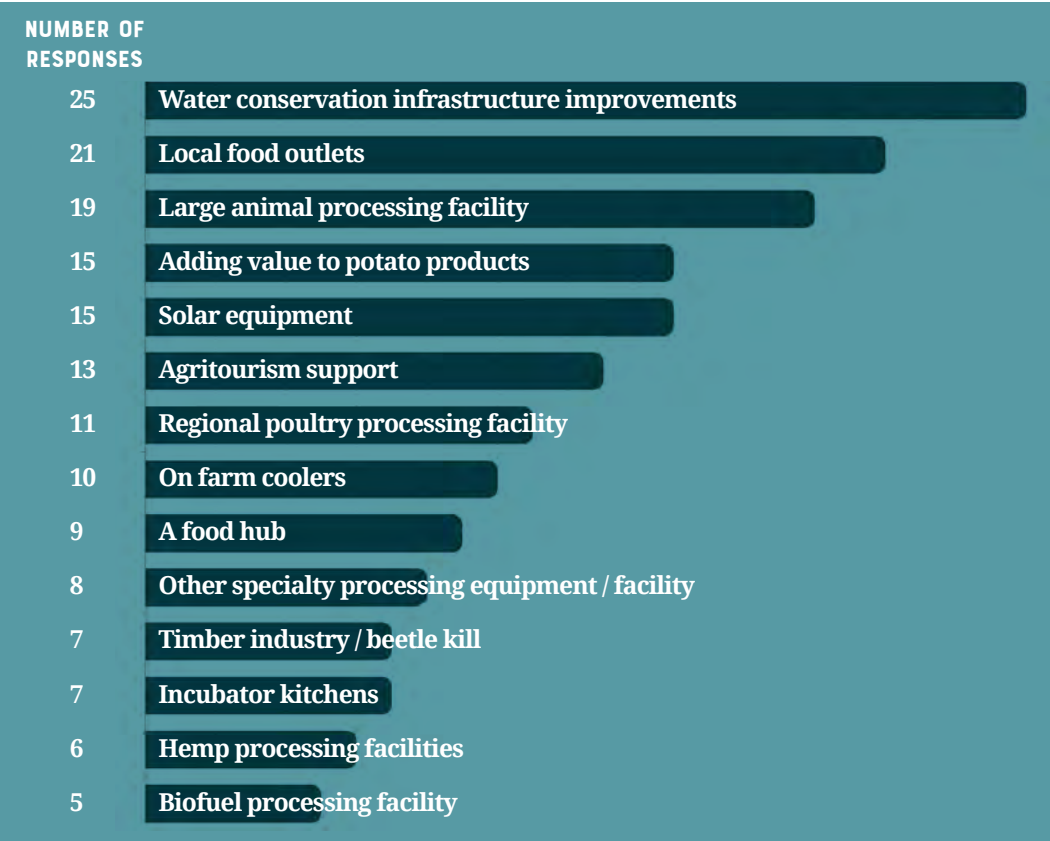 NUMBER OF
RESPONSES
25 Water conservation infrastructure improvements
21 Local food outlets
19 Large animal processing facility
15 Adding value to potato products
15 Solar equipment
13 Agritourism support
11 Regional poultry processing facility
10 On farm coolers
9 A food hub
8 Other specialty processing equipment / facility
7 Timber industry / beetle kill
7 Incubator kitchens
6 Hemp processing facilities
5 Biofuel processing facility